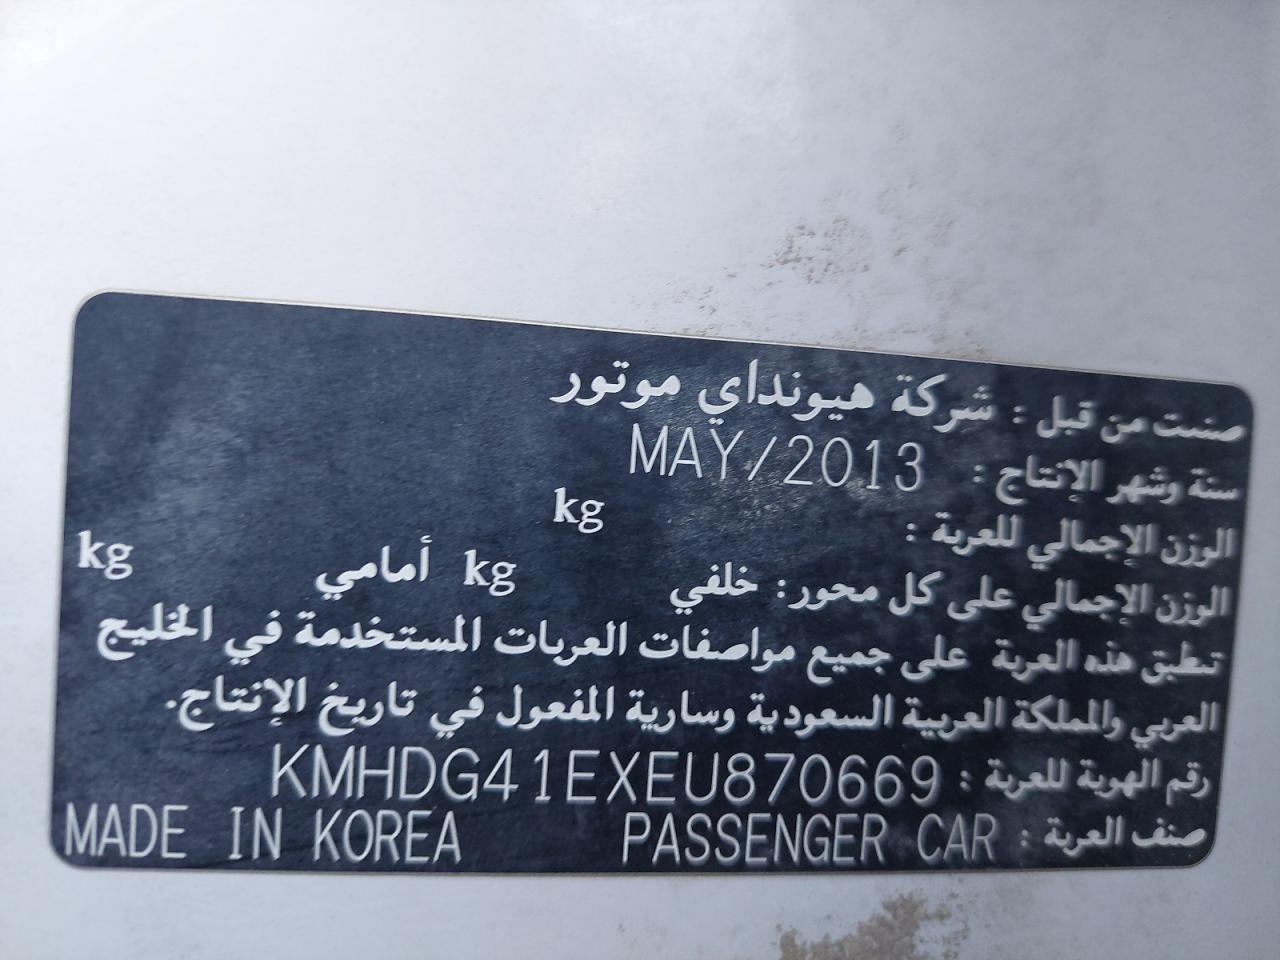 صنعت من قبل : شركة هيونداي موتور
سنة وشهر الإنتاج : MAY/2013
الوزن الإجمالي للعربة : kg
الوزن الإجمالي على كل محور: خلفي kg أمامي kg
تنطبق هذه العربة على جميع مواصفات العربات المستخدمة في الخليج
العربي والمملكة العربية السعودية وسارية المفعول في تاريخ الإنتاج.
رقم الهوية للعربة : KMHDG41EXEU870669
صنف العربة : PASSENGER CAR MADE IN KOREA